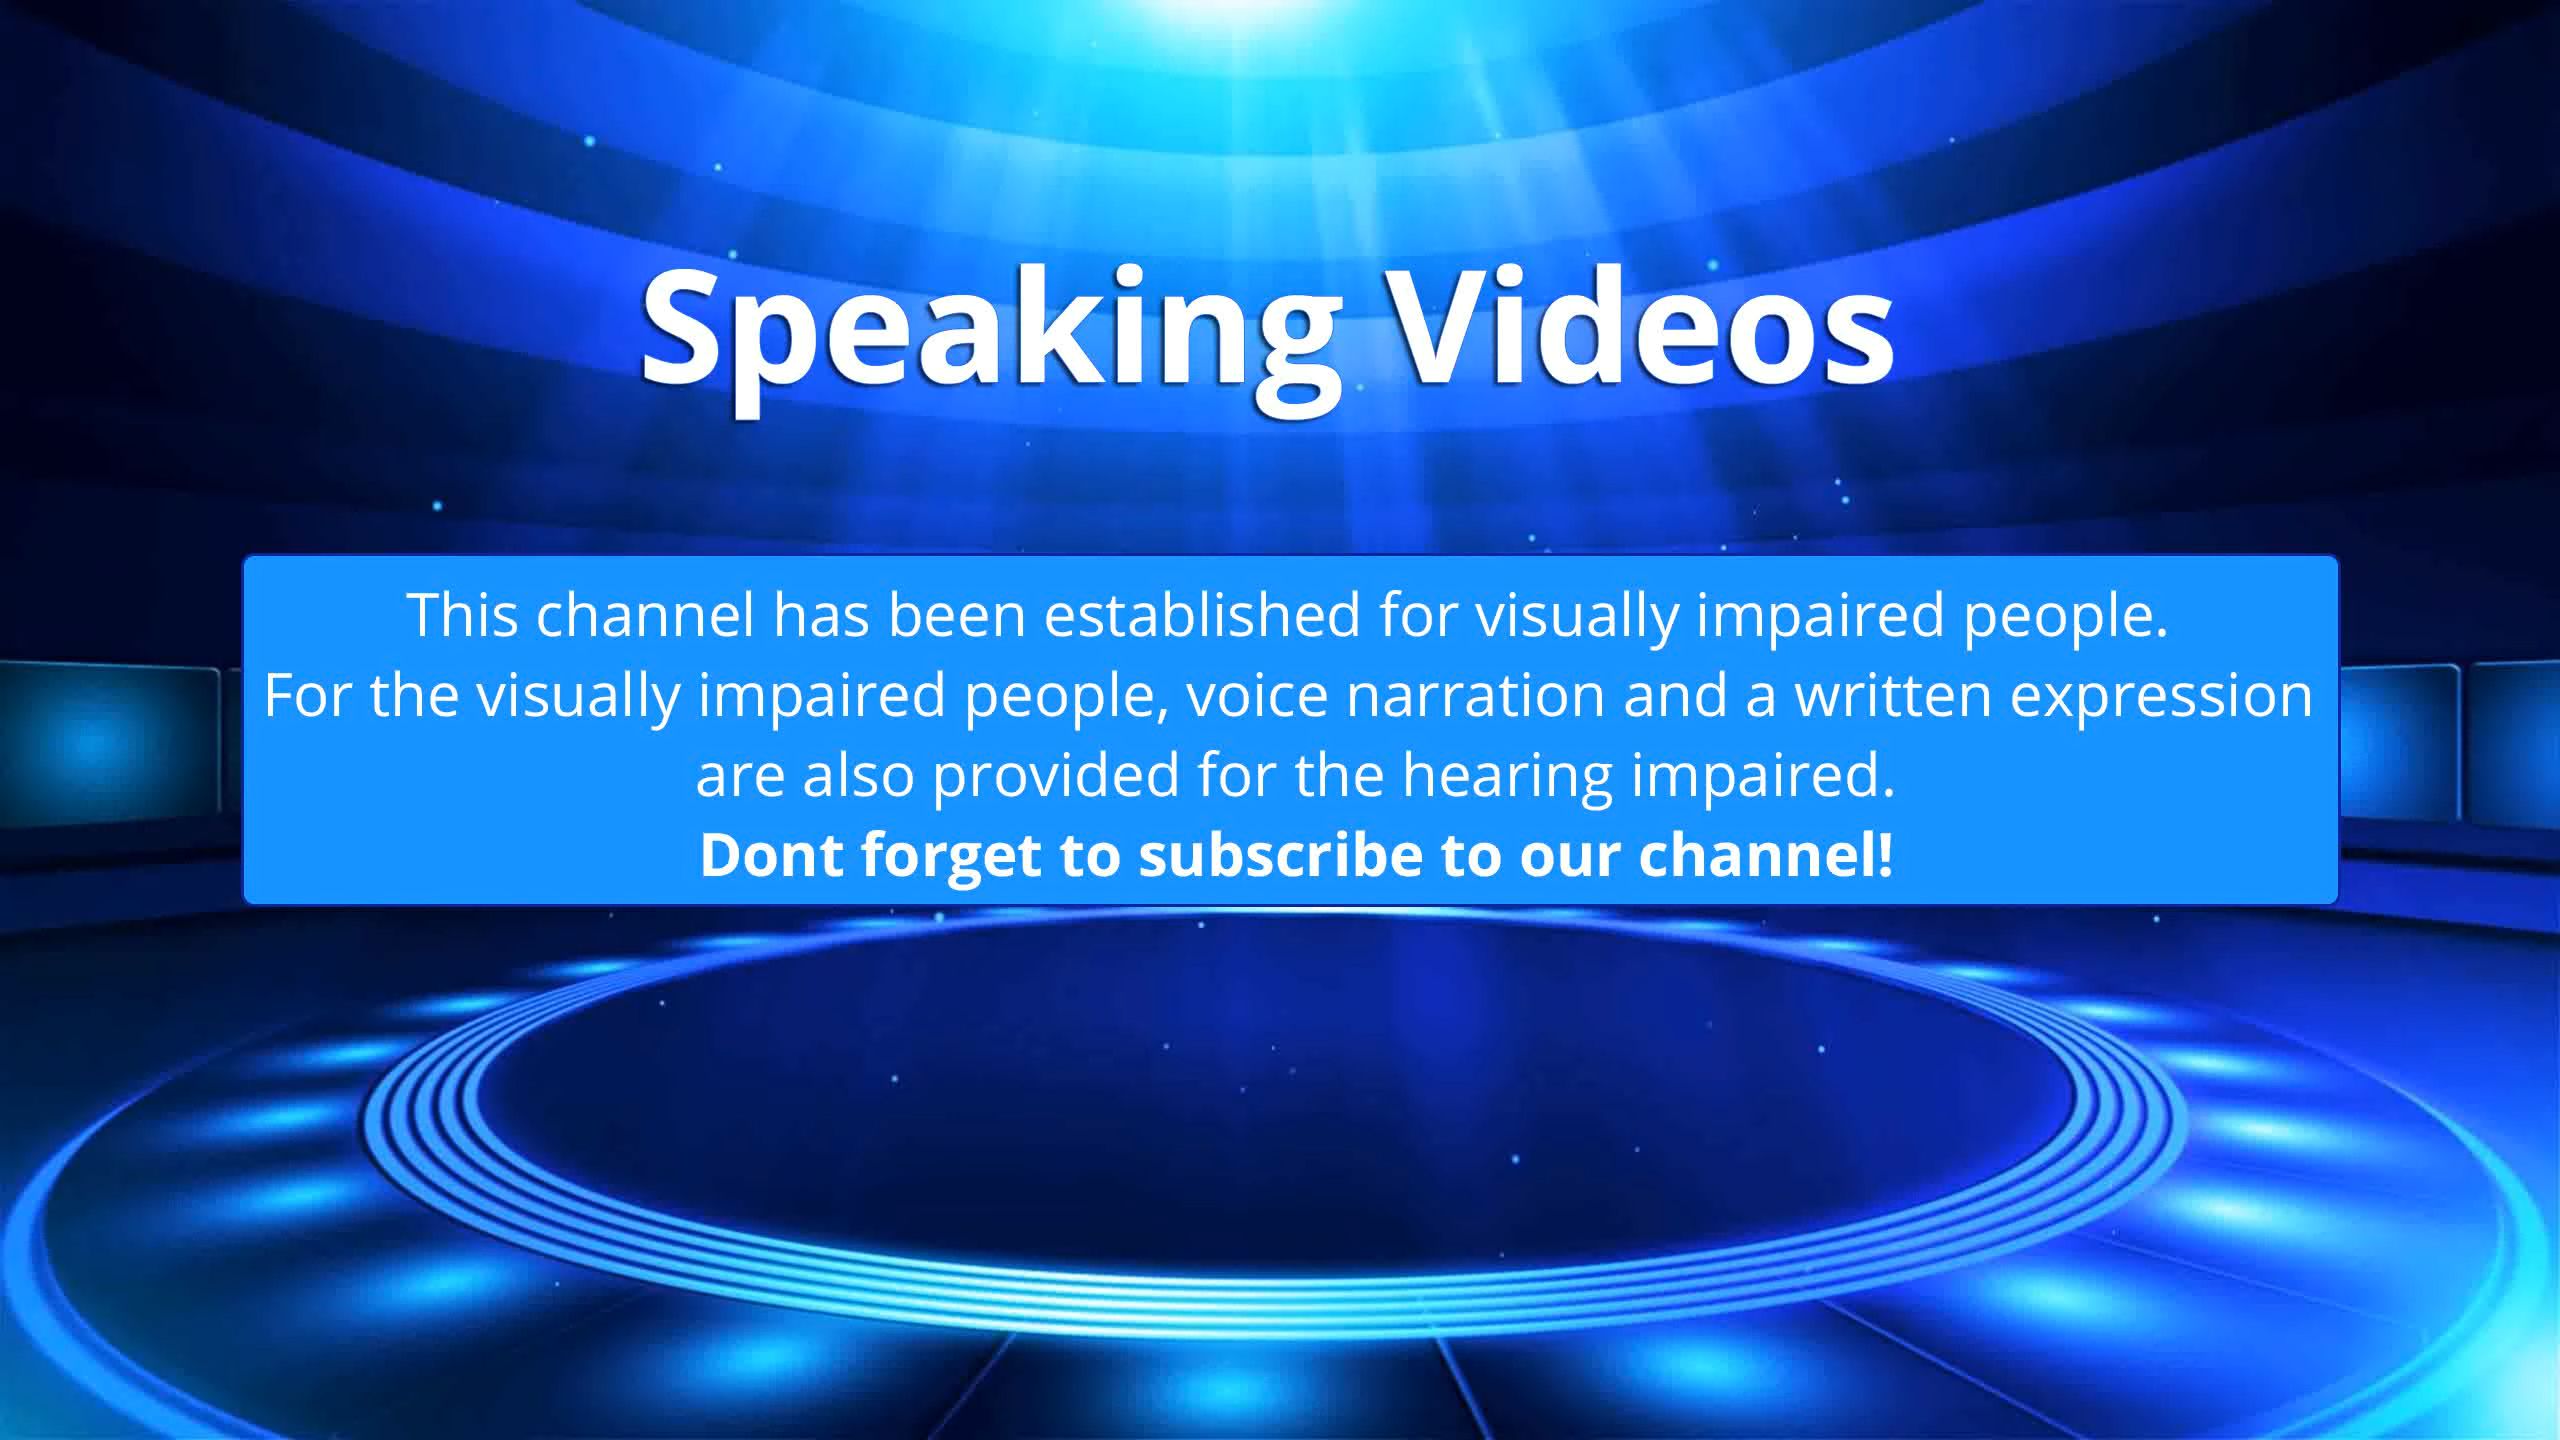 Speaking Videos
This channel has been established for visually impaired people.
For the visually impaired people, voice narration and a written expression
are also provided for the hearing impaired.
Dont forget to subscribe to our channel!